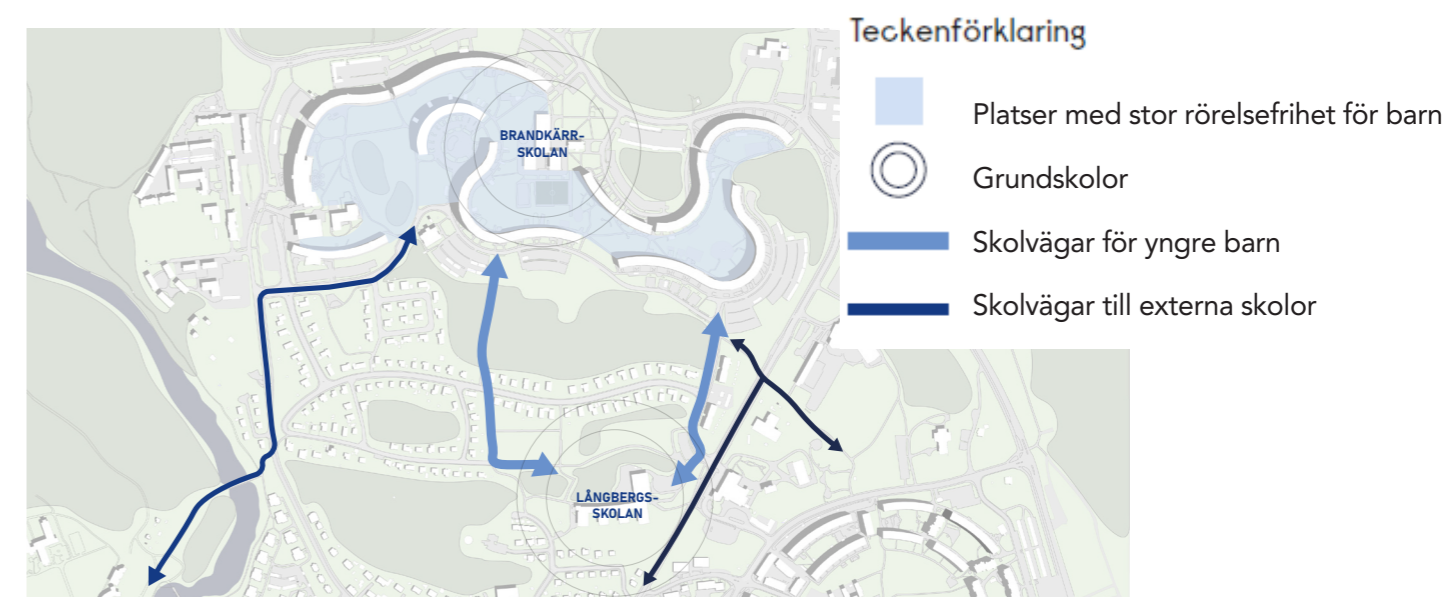 Teckenförklaring
Platser med stor rörelsefrihet för barn
Grundskolor
Skolvägar för yngre barn
Skolvägar till externa skolor
BRANDKÄRR-
SKOLAN
LÅNGBERGS-
SKOLAN